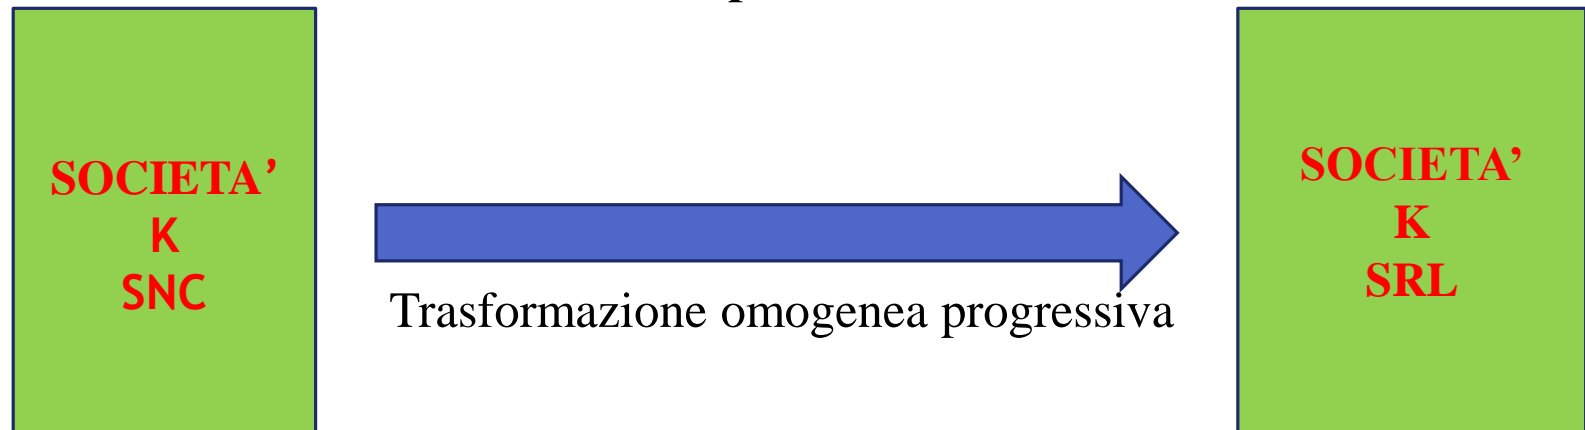 SOCIETA’
K
SNC
Trasformazione omogenea progressiva
SOCIETA’
K
SRL